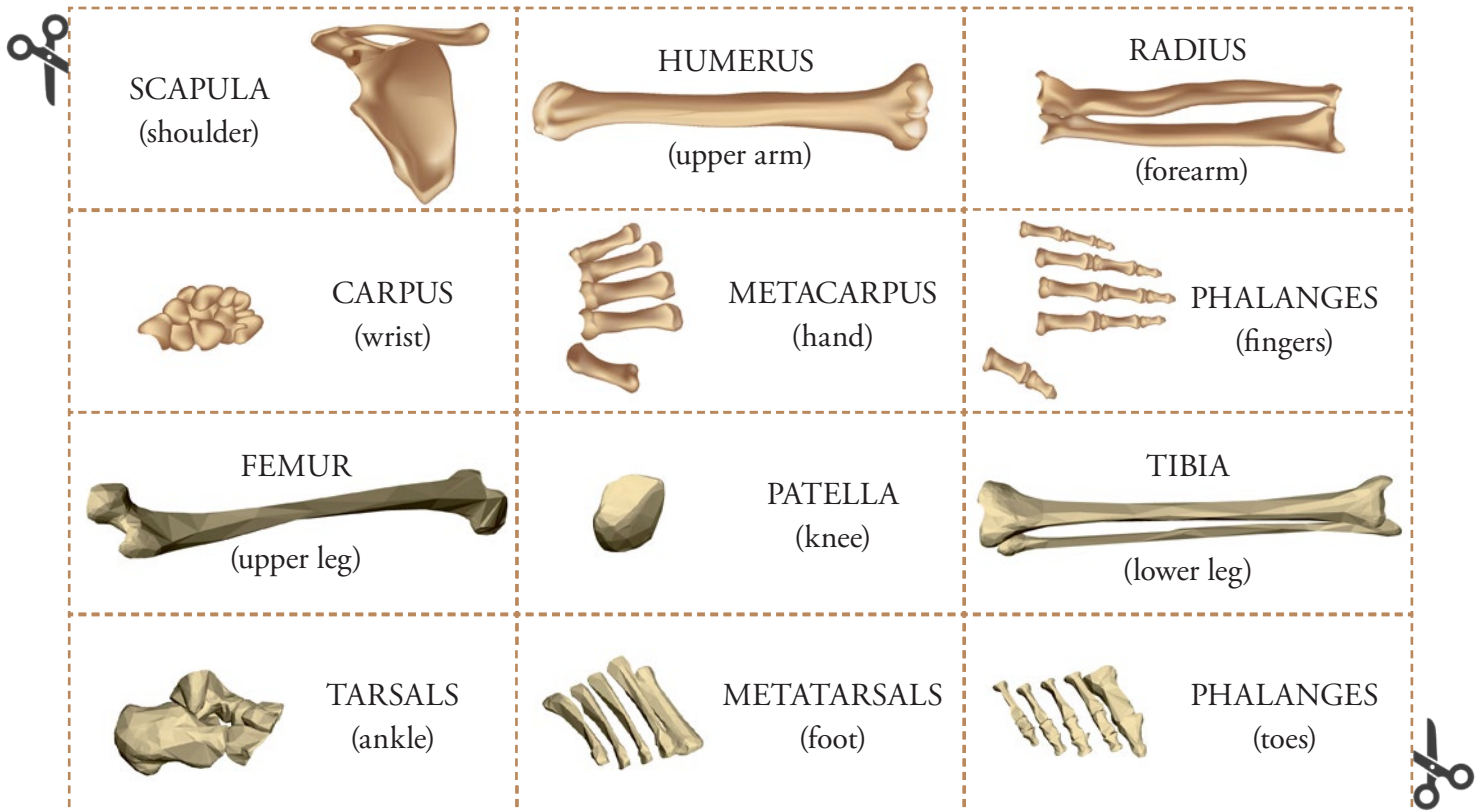 SCAPULA
(shoulder)
HUMERUS
(upper arm)
RADIUS
(forearm)
CARPUS
(wrist)
METACARPUS
(hand)
PHALANGES
(fingers)
FEMUR
(upper leg)
PATELLA
(knee)
TIBIA
(lower leg)
TARSALS
(ankle)
METATARSALS
(foot)
PHALANGES
(toes)